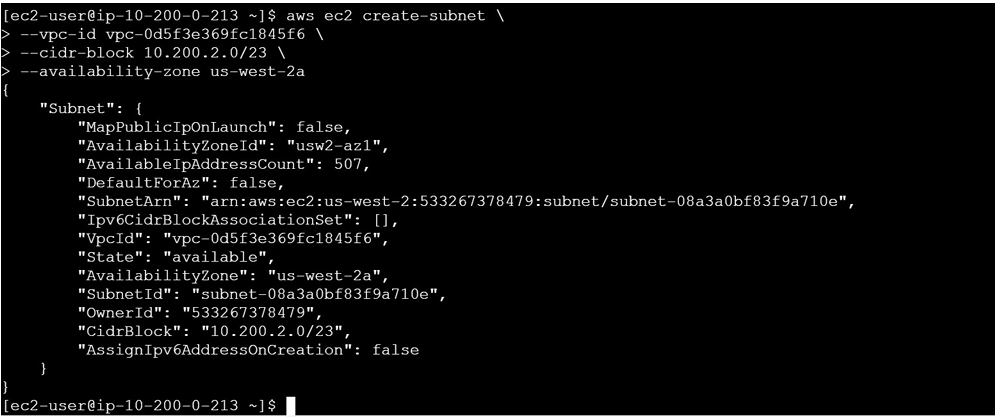 [ec2-user@ip-10-200-0-213 ~]$ aws ec2 create-subnet \
> --vpc-id vpc-0d5f3e369fc1845f6 \
> --cidr-block 10.200.2.0/23 \
> --availability-zone us-west-2a
{
    "Subnet": {
        "MapPublicIpOnLaunch": false,
        "AvailabilityZoneId": "usw2-az1",
        "AvailableIpAddressCount": 507,
        "DefaultForAz": false,
        "SubnetArn": "arn:aws:ec2:us-west-2:533267378479:subnet/subnet-08a3a0bf83f9a710e",
        "Ipv6CidrBlockAssociationSet": [],
        "VpcId": "vpc-0d5f3e369fc1845f6",
        "State": "available",
        "AvailabilityZone": "us-west-2a",
        "SubnetId": "subnet-08a3a0bf83f9a710e",
        "OwnerId": "533267378479",
        "CidrBlock": "10.200.2.0/23",
        "AssignIpv6AddressOnCreation": false
    }
}
[ec2-user@ip-10-200-0-213 ~]$